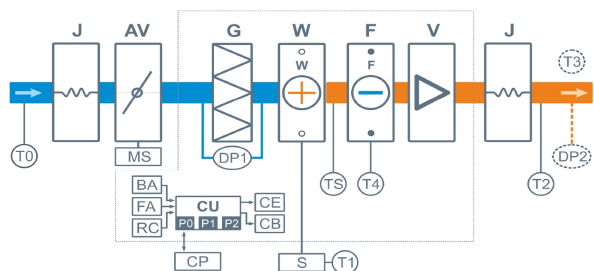 J AV G W F V J
W F
T3
T0 MS DP1 TS T4 T2 DP2
BA
FA
RC
CU
P0 P1 P2
CE
CB
CP
S T1